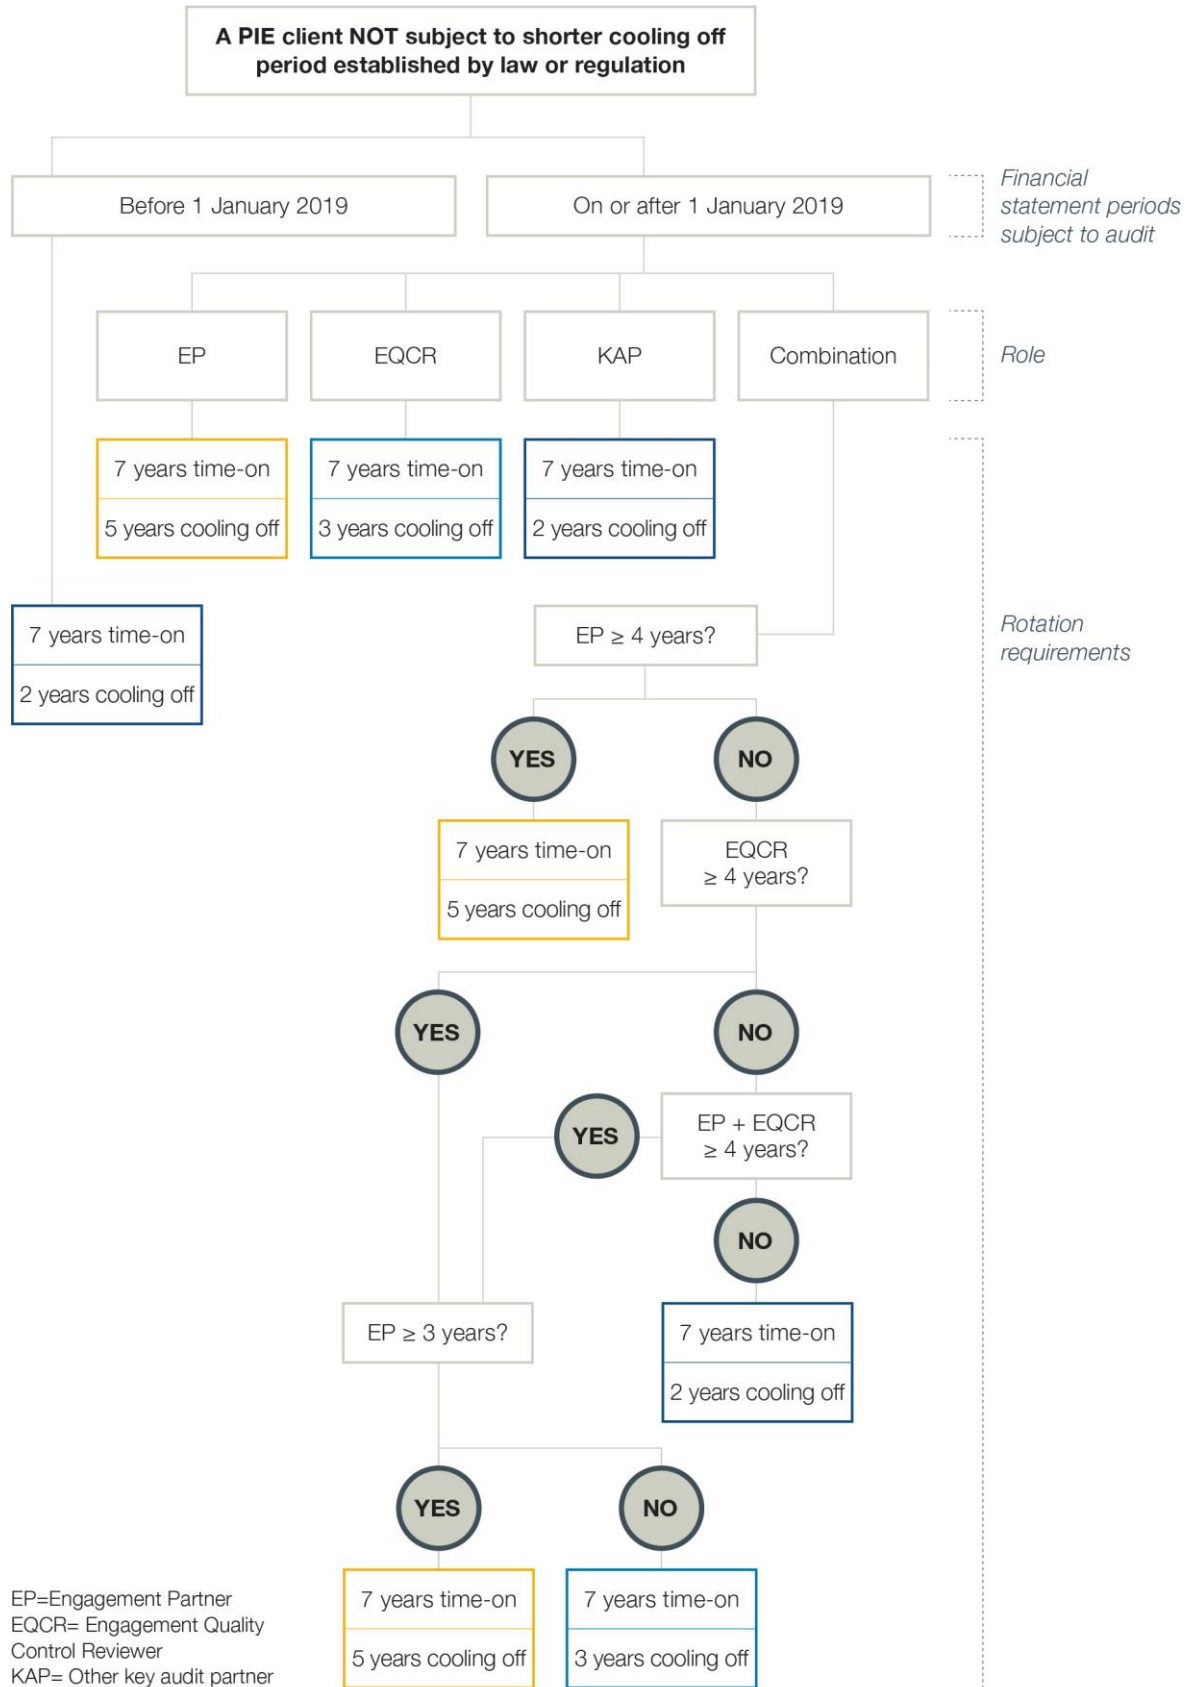 A PIE client NOT subject to shorter cooling off
period established by law or regulation
Before 1 January 2019
On or after 1 January 2019
Financial
statement periods
subject to audit
EP
EQCR
KAP
Combination
Role
7 years time-on
5 years cooling off
7 years time-on
3 years cooling off
7 years time-on
2 years cooling off
7 years time-on
2 years cooling off
EP ≥ 4 years?
Rotation
requirements
YES
NO
7 years time-on
5 years cooling off
EQCR
≥ 4 years?
YES
NO
YES
EP + EQCR
≥ 4 years?
NO
EP ≥ 3 years?
7 years time-on
2 years cooling off
YES
NO
7 years time-on
5 years cooling off
7 years time-on
3 years cooling off
EP=Engagement Partner
EQCR= Engagement Quality
Control Reviewer
KAP= Other key audit partner